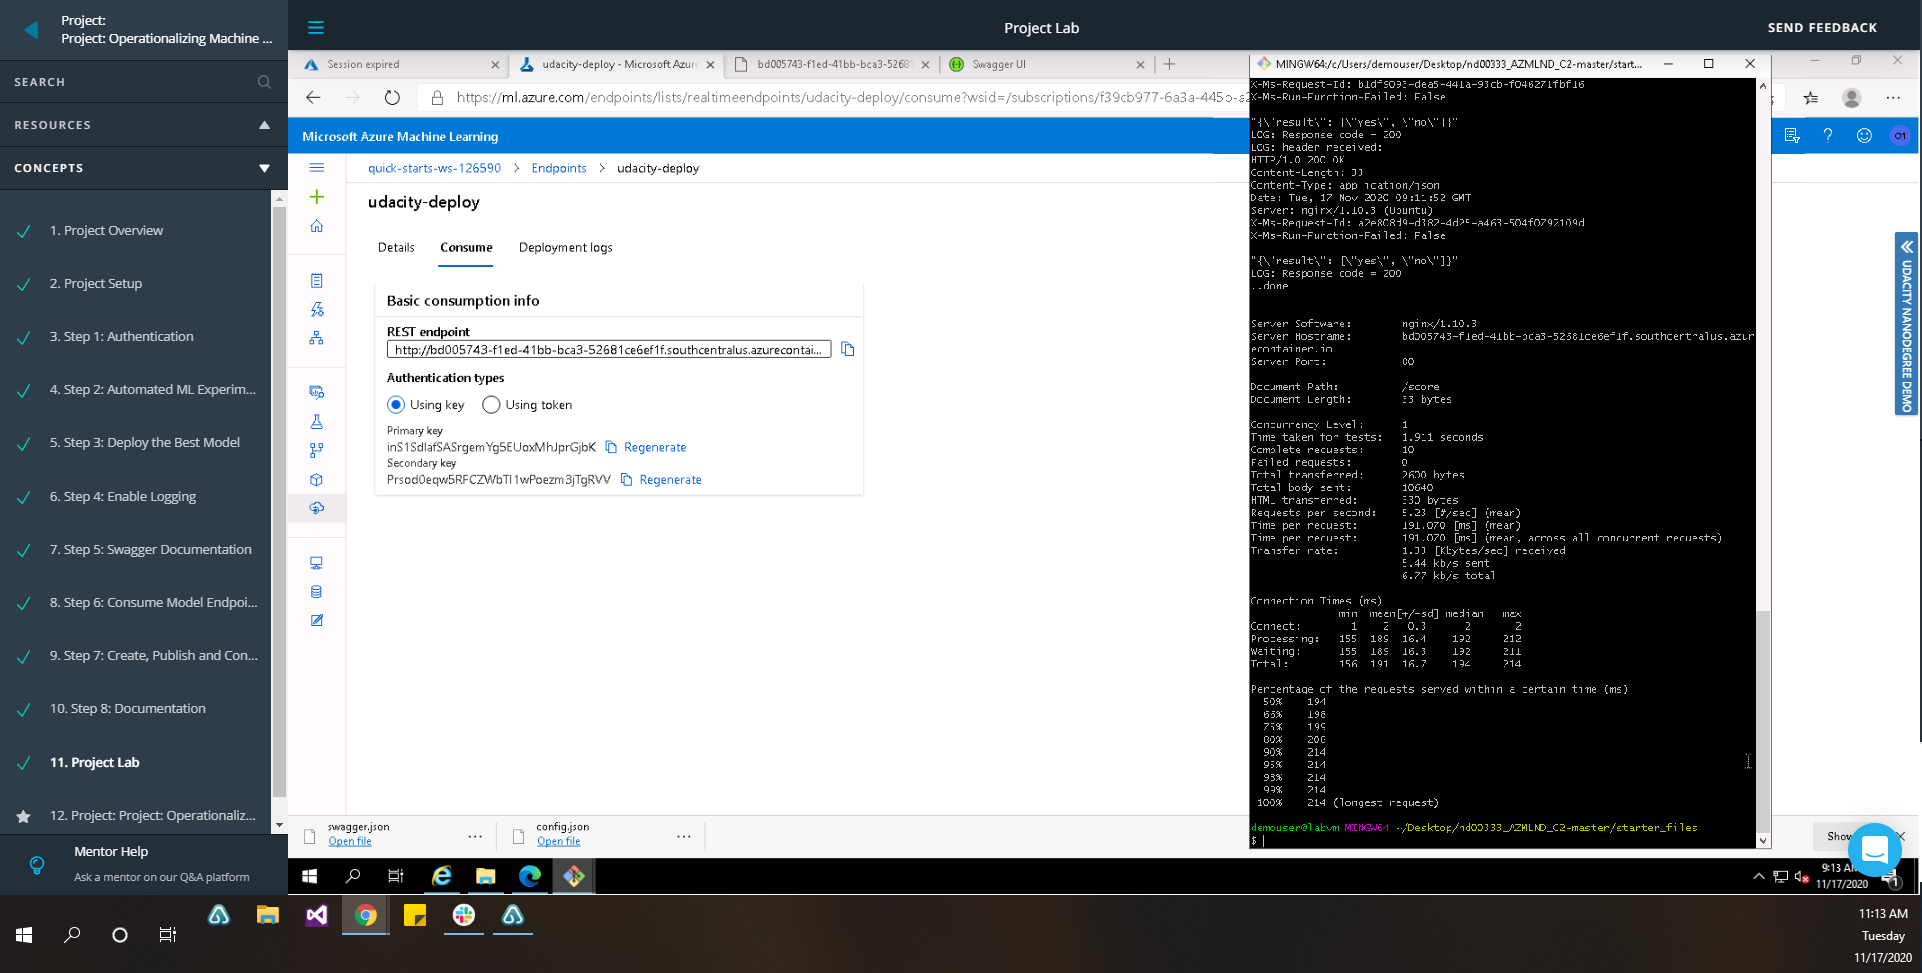 Project:
Project: Operationalizing Machine ...
Project Lab
SEND FEEDBACK
SEARCH
RESOURCES
CONCEPTS
1. Project Overview
2. Project Setup
3. Step 1: Authentication
4. Step 2: Automated ML Experim...
5. Step 3: Deploy the Best Model
6. Step 4: Enable Logging
7. Step 5: Swagger Documentation
8. Step 6: Consume Model Endpoi...
9. Step 7: Create, Publish and Con...
10. Step 8: Documentation
11. Project Lab
12. Project: Project: Operationaliz...
Mentor Help
Ask a mentor on our Q&A platform
Session expired
udacity-deploy - Microsoft Azure
bd005743-f1ed-41bb-bca3-52681
Swagger UI
https://ml.azure.com/endpoints/lists/realtimeendpoints/udacity-deploy/consume?wsid=/subscriptions/f39cb977-6a3a-445b-a
Microsoft Azure Machine Learning
O1
quick-starts-ws-126590 > Endpoints > udacity-deploy
udacity-deploy
Details
Consume
Deployment logs
Basic consumption info
REST endpoint
http://bd005743-f1ed-41bb-bca3-52681ce6ef1f.southcentralus.azurecontai...
Authentication types
Using key
Using token
Primary key
Regenerate
Secondary key
Regenerate
MINGW64:/c/Users/demouser/Desktop/nd00333_AZMLND_C2-master/start...
X-Ms-Run-Function-Failed: False
"{\"result\": [\"yes\", \"no\"]}"
LOG: Response code = 200
LOG: header received:
HTTP/1.0 200 OK
Content-Length: 33
Content-Type: application/json
Date: Tue, 17 Nov 2020 09:11:52 GMT
Server: nginx/1.10.3 (Ubuntu)
X-Ms-Request-Id: a2e808d9-d382-4d25-a463-504f0792109d
X-Ms-Run-Function-Failed: False
"{\"result\": [\"yes\", \"no\"]}"
LOG: Response code = 200
..done
Server Software: nginx/1.10.3
Server Hostname: bd005743-f1ed-41bb-bca3-52681ce6ef1f.southcentralus.azur
econtainer.io
Server Port: 80
Document Path: /score
Document Length: 33 bytes
Concurrency Level: 1
Time taken for tests: 1.911 seconds
Complete requests: 10
Failed requests: 0
Total transferred: 2600 bytes
Total body sent: 10640
HTML transferred: 330 bytes
Requests per second: 5.23 [#/sec] (mean)
Time per request: 191.070 [ms] (mean)
Time per request: 191.070 [ms] (mean, across all concurrent requests)
Transfer rate: 1.33 [Kbytes/sec] received
5.44 kb/s sent
6.77 kb/s total
Connection Times (ms)
min mean[+/-sd] median max
Connect: 1 2 0.3 2 2
Processing: 155 189 16.4 192 212
Waiting: 155 189 16.3 192 211
Total: 156 191 16.7 194 214
Percentage of the requests served within a certain time (ms)
50% 194
66% 198
75% 199
80% 208
90% 214
95% 214
98% 214
99% 214
100% 214 (longest request)
demouser@labvm MINGW64 ~/Desktop/nd00333_AZMLND_C2-master/starter_files
$
UDACITY NANODEGREE DEMO
swagger.json
Open file
config.json
Open file
Show
9:13 AM
11/17/2020
1
11:13 AM
Tuesday
11/17/2020